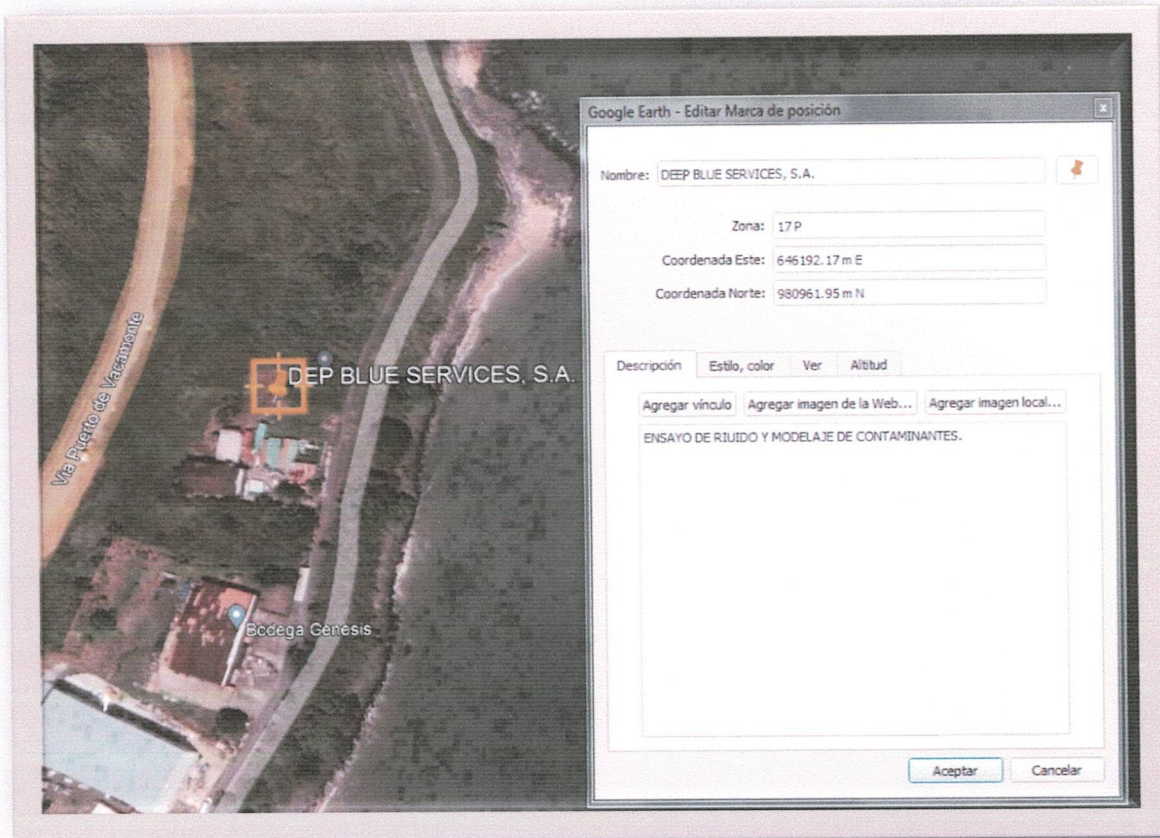 Google Earth - Editar Marca de posición
Nombre: DEEP BLUE SERVICES, S.A.
Zona: 17 P
Coordenada Este: 646192.17 m E
Coordenada Norte: 980961.95 m N
Descripción Estilo, color Ver Altitud
Agregar vínculo Agregar imagen de la Web... Agregar imagen local...
ENSAYO DE RIUIDO Y MODELAJE DE CONTAMINANTES.
Aceptar Cancelar
Via Puerto de Vacamonte
DEP BLUE SERVICES, S.A.
Bodega Genesis